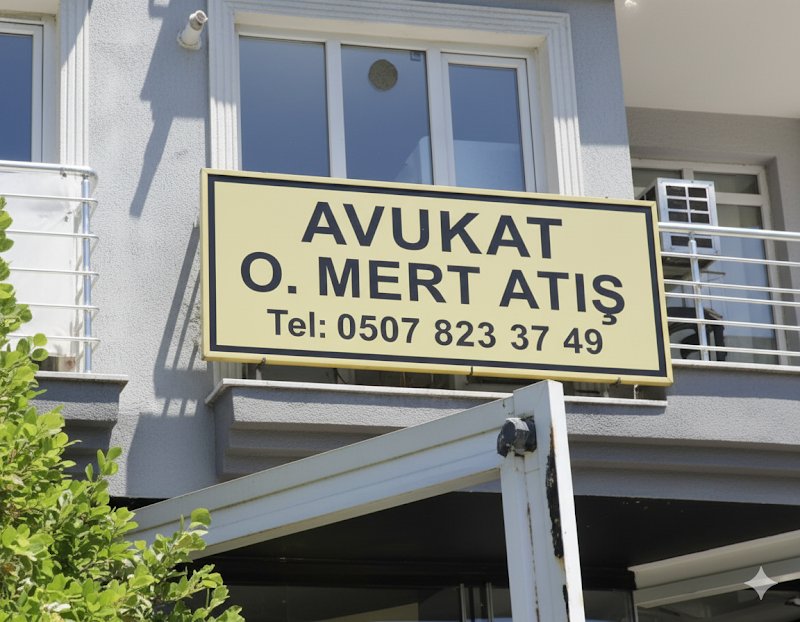 AVUKAT
O. MERT ATIŞ
Tel: 0507 823 37 49